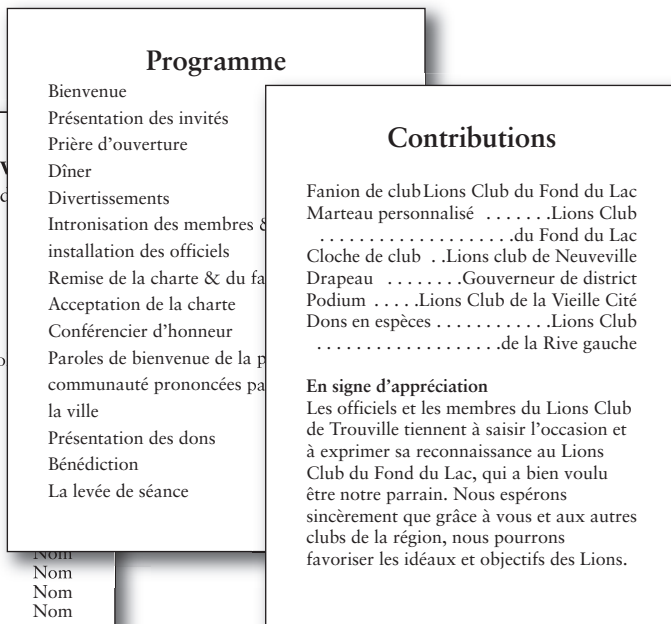 Programme
Bienvenue
Présentation des invités
Prière d'ouverture
Dîner
Divertissements
Intronisation des membres &
installation des officiels
Remise de la charte & du fa
Acceptation de la charte
Conférencier d'honneur
Paroles de bienvenue de la p
communauté prononcées pa
la ville
Présentation des dons
Bénédiction
La levée de séance
Contributions
Fanion de club Lions Club du Fond du Lac
Marteau personnalisé . . . . . . .Lions Club
. . . . . . . . . . . . . . . . . . . .du Fond du Lac
Cloche de club . .Lions club de Neuveville
Drapeau . . . . . . . .Gouverneur de district
Podium . . . . .Lions Club de la Vieille Cité
Dons en espèces . . . . . . . . . . . .Lions Club
. . . . . . . . . . . . . . . . . . .de la Rive gauche
En signe d'appréciation
Les officiels et les membres du Lions Club
de Trouville tiennent à saisir l'occasion et
à exprimer sa reconnaissance au Lions
Club du Fond du Lac, qui a bien voulu
être notre parrain. Nous espérons
sincèrement que grâce à vous et aux autres
clubs de la région, nous pourrons
favoriser les idéaux et objectifs des Lions.
Nom
Nom
Nom
Nom